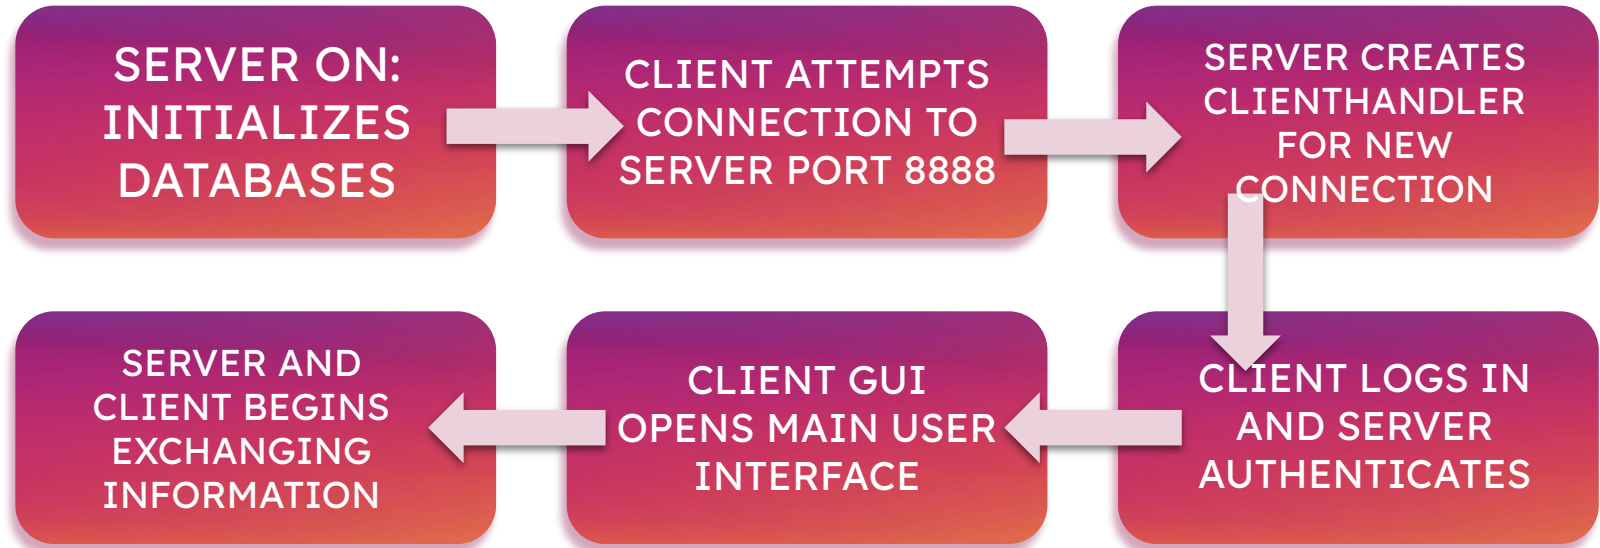 SERVER ON:
INITIALIZES
DATABASES
CLIENT ATTEMPTS
CONNECTION TO
SERVER PORT 8888
SERVER CREATES
CLIENTHANDLER
FOR NEW
CONNECTION
CLIENT LOGS IN
AND SERVER
AUTHENTICATES
CLIENT GUI
OPENS MAIN USER
INTERFACE
SERVER AND
CLIENT BEGINS
EXCHANGING
INFORMATION